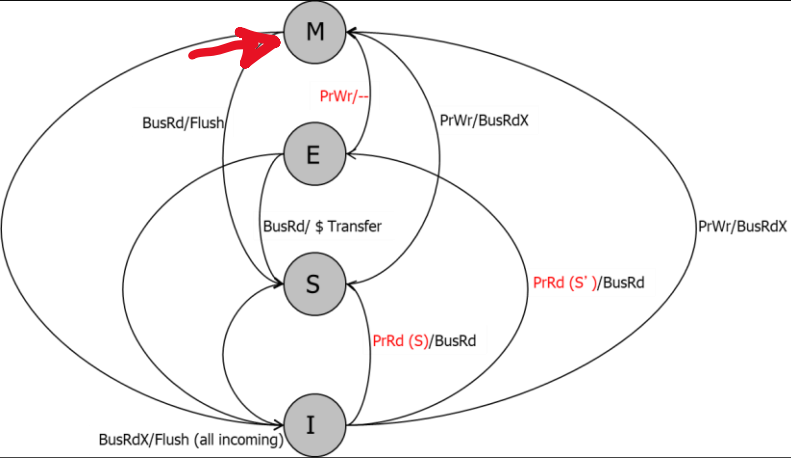 M
PrWr/--
BusRd/Flush
PrWr/BusRdX
E
BusRd/ $ Transfer
PrWr/BusRdX
S
PrRd (S')/BusRd
PrRd (S)/BusRd
I
BusRdX/Flush (all incoming)